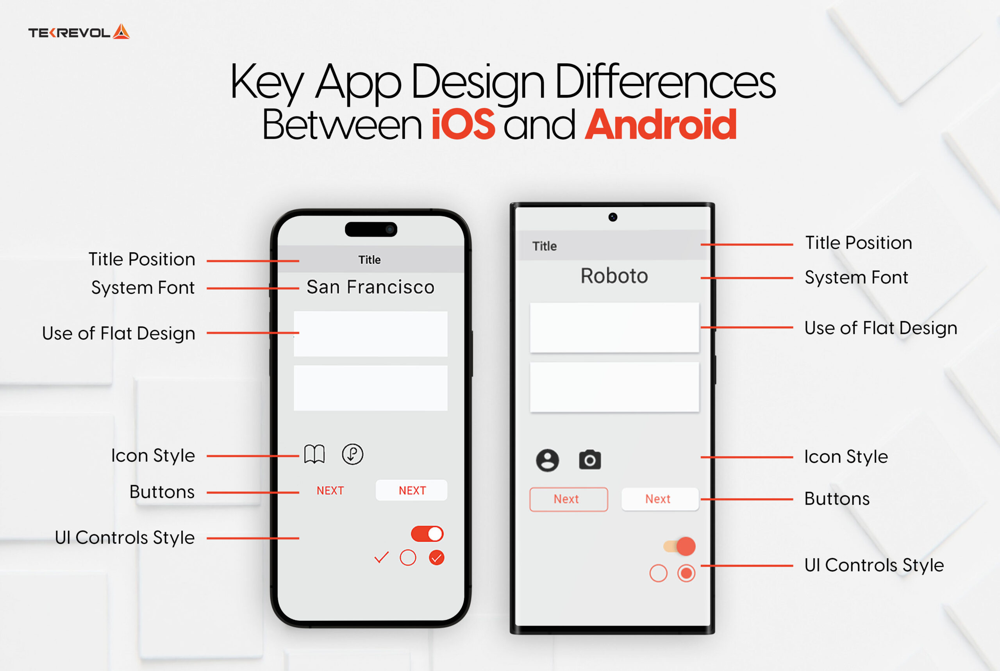 TEKREVOL
Key App Design Differences
Between iOS and Android
Title Position
System Font
Use of Flat Design
Icon Style
Buttons
UI Controls Style
Title
San Francisco
NEXT NEXT
Title
Roboto
Next Next
Title Position
System Font
Use of Flat Design
Icon Style
Buttons
UI Controls Style